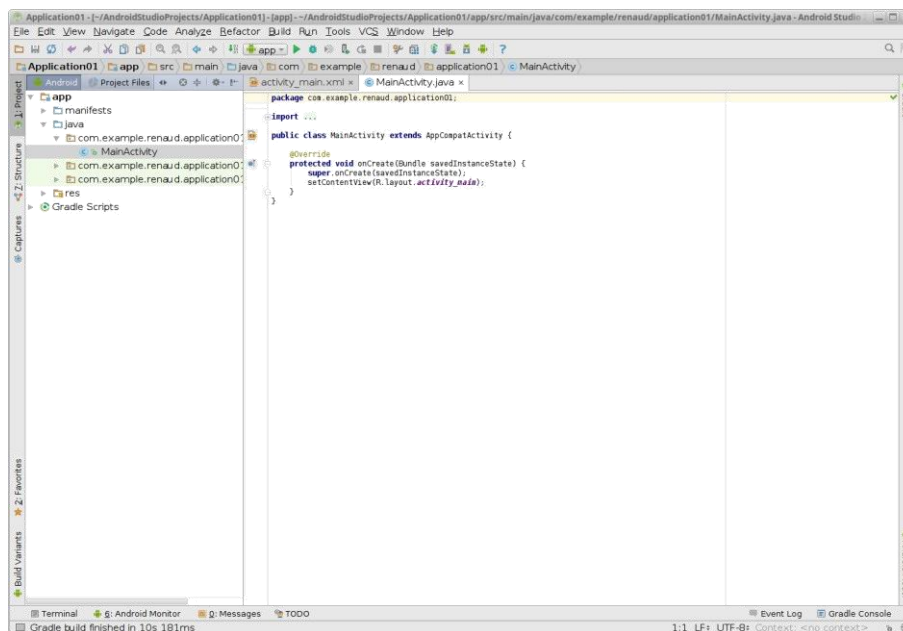 Application01 - [~/AndroidStudioProjects/Application01] - [app] - ~/AndroidStudioProjects/Application01/app/src/main/java/com/example/renaud/application01/MainActivity.java - Android Studio
File Edit View Navigate Code Analyze Refactor Build Run Tools VCS Window Help
app
Application01 app src main java com example renaud application01 MainActivity
Android Project Files
activity_main.xml MainActivity.java
1: Project
Z: Structure
Captures
2: Favorites
Build Variants
app
manifests
java
com.example.renaud.application01
MainActivity
com.example.renaud.application01
com.example.renaud.application01
res
Gradle Scripts
package com.example.renaud.application01;
import ...
public class MainActivity extends AppCompatActivity {
@Override
protected void onCreate(Bundle savedInstanceState) {
super.onCreate(savedInstanceState);
setContentView(R.layout.activity_main);
}
}
Terminal 6: Android Monitor 0: Messages TODO Event Log Gradle Console
Gradle build finished in 10s 181ms 1:1 LF÷ UTF-8÷ Context: <no context>